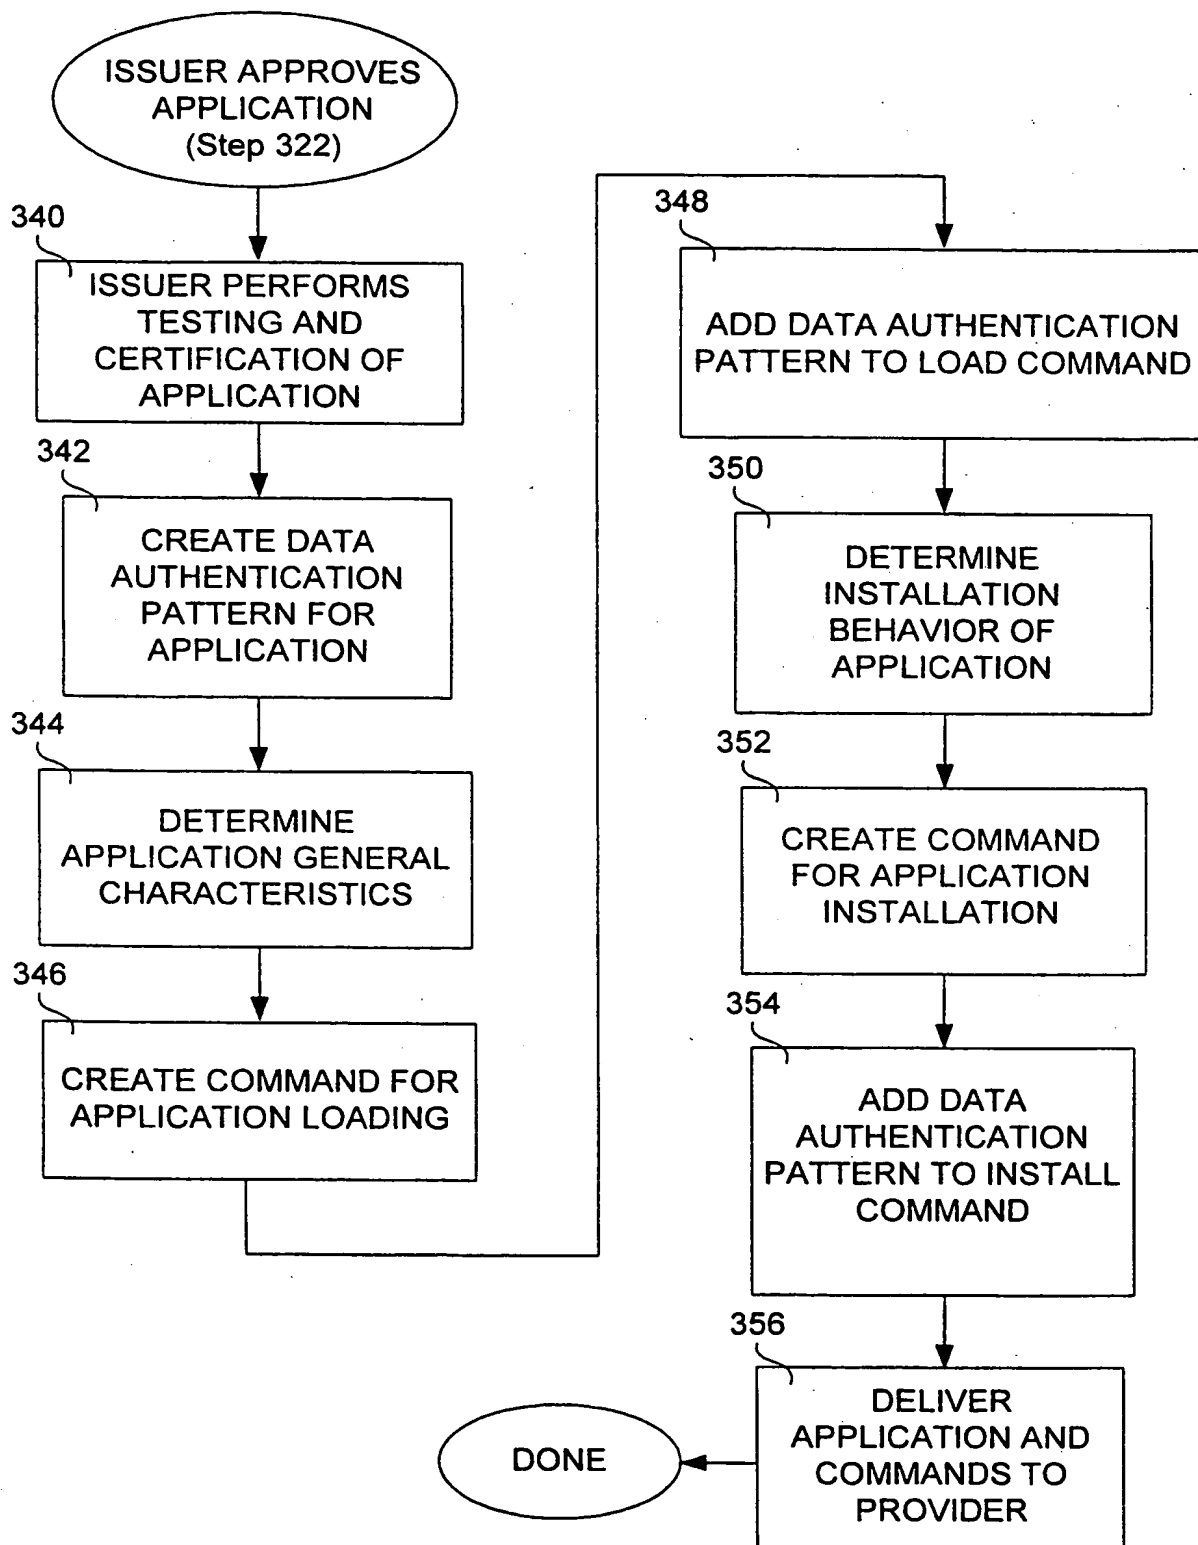 ISSUER APPROVES
APPLICATION
(Step 322)
340
ISSUER PERFORMS
TESTING AND
CERTIFICATION OF
APPLICATION
342
CREATE DATA
AUTHENTICATION
PATTERN FOR
APPLICATION
344
DETERMINE
APPLICATION GENERAL
CHARACTERISTICS
346
CREATE COMMAND FOR
APPLICATION LOADING
348
ADD DATA AUTHENTICATION
PATTERN TO LOAD COMMAND
350
DETERMINE
INSTALLATION
BEHAVIOR OF
APPLICATION
352
CREATE COMMAND
FOR APPLICATION
INSTALLATION
354
ADD DATA
AUTHENTICATION
PATTERN TO INSTALL
COMMAND
356
DELIVER
APPLICATION AND
COMMANDS TO
PROVIDER
DONE